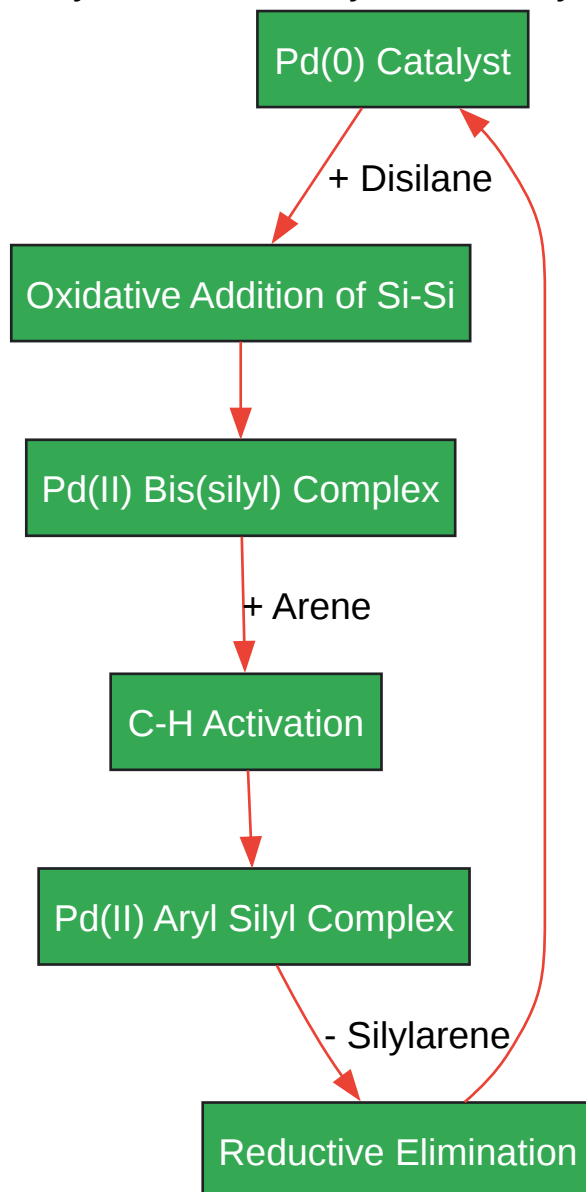 Pd(0) Catalyst
+ Disilane
Oxidative Addition of Si-Si
Pd(II) Bis(silyl) Complex
+ Arene
C-H Activation
Pd(II) Aryl Silyl Complex
- Silylarene
Reductive Elimination